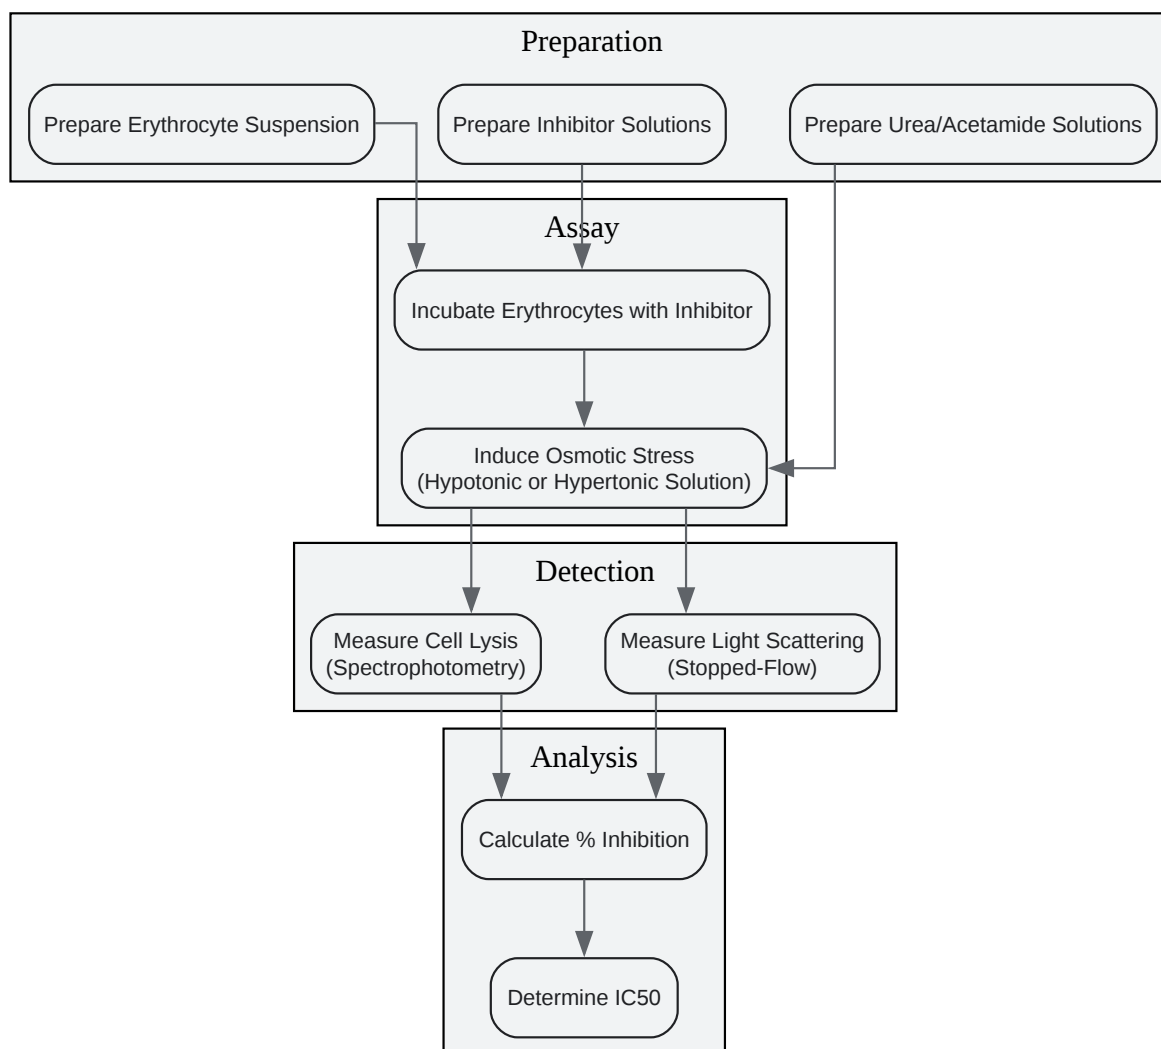 Preparation
Prepare Erythrocyte Suspension
Prepare Inhibitor Solutions
Prepare Urea/Acetamide Solutions
Assay
Incubate Erythrocytes with Inhibitor
Induce Osmotic Stress
(Hypotonic or Hypertonic Solution)
Detection
Measure Cell Lysis
(Spectrophotometry)
Measure Light Scattering
(Stopped-Flow)
Analysis
Calculate % Inhibition
Determine IC50